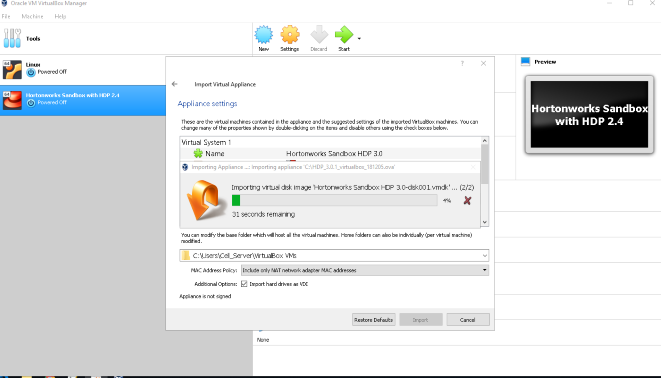 Oracle VM VirtualBox Manager
File Machine Help
Tools
New Settings Discard Start
Linux
Powered Off
Hortonworks Sandbox with HDP 2.4
Powered Off
Preview
Hortonworks Sandbox
with HDP 2.4
Import Virtual Appliance
Appliance settings
These are the virtual machines contained in the appliance and the suggested settings of the imported VirtualBox machines. You can
change many of the properties shown by double-clicking on the items and disable others using the check boxes below.
Virtual System 1
Name Hortonworks Sandbox HDP 3.0
Importing Appliance ...: Importing appliance 'C:\HDP_3.0.1_virtualbox_181205.ova'
Importing virtual disk image 'Hortonworks Sandbox HDP 3.0-disk001.vmdk' ... (2/2)
4%
31 seconds remaining
You can modify the base folder which will host all the virtual machines. Home folders can also be individually (per virtual machine)
modified.
C:\Users\Cell_Server\VirtualBox VMs
MAC Address Policy: Include only NAT network adapter MAC addresses
Additional Options: Import hard drives as VDI
Appliance is not signed
Restore Defaults Import Cancel
None